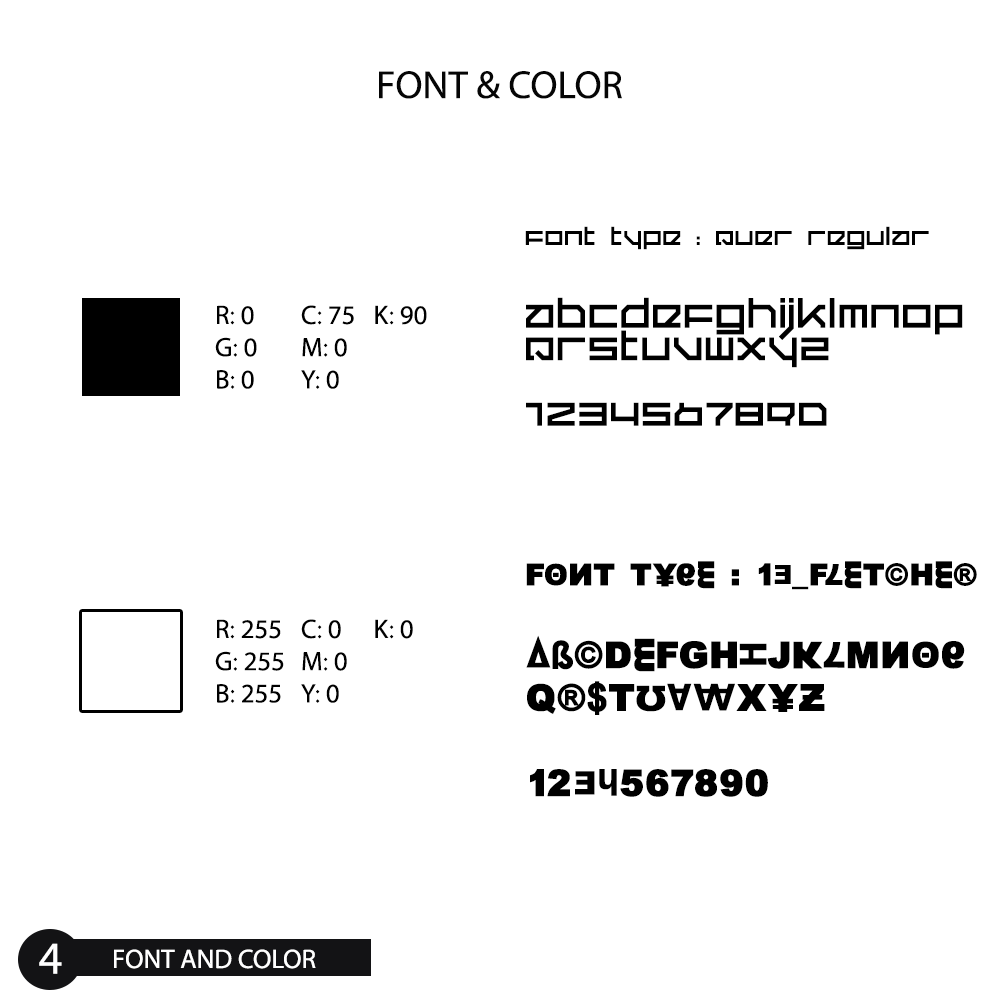 FONT & COLOR
Font type : Quer regular
R: 0 C: 75 K: 90
G: 0 M: 0
B: 0 Y: 0
abcdefghijklmnop
qrstuvwxyz
1234567890
FONT TYPE : 13_FLETCHER
R: 255 C: 0 K: 0
G: 255 M: 0
B: 255 Y: 0
ABCDEFGHIJKLMNOP
QRSTUVWXYZ
1234567890
4 FONT AND COLOR